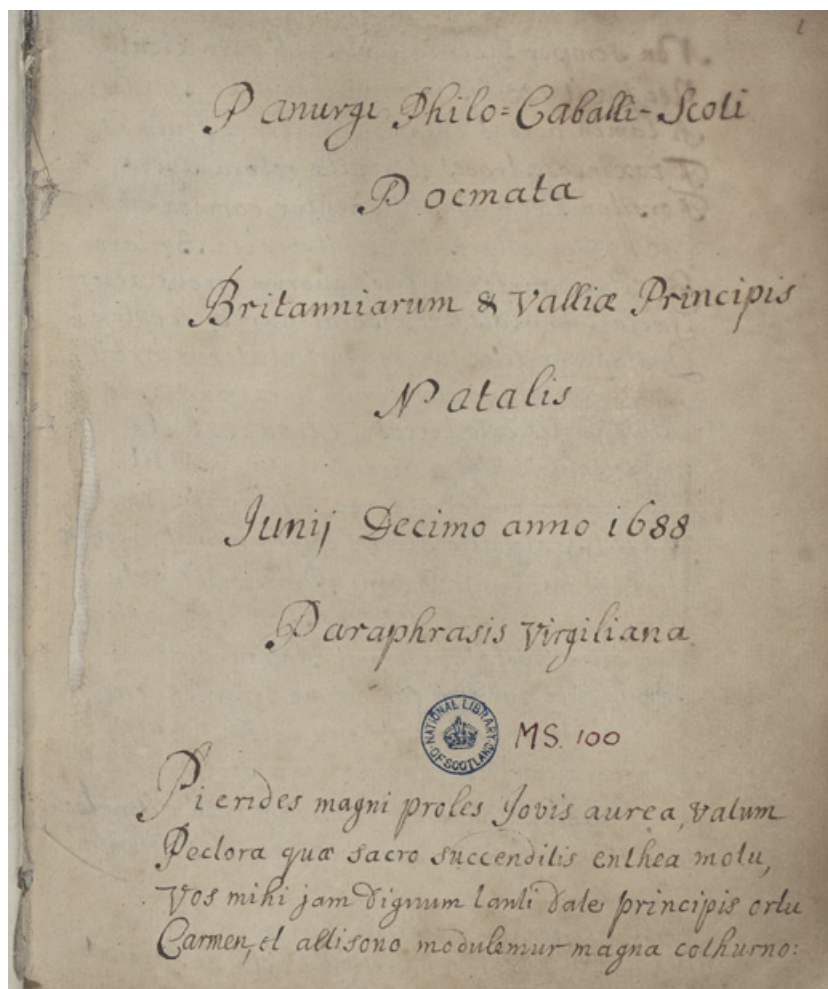 1
Panurgi Philo=Caballi-Scoti
Poemata
Britanniarum & Valliæ Principis
Natalis
Junij Decimo anno 1688
Paraphrasis Virgiliana
NATIONAL LIBRARY OF SCOTLAND
MS. 100
Pierides magni proles Jovis aurea, vatum
Pectora quæ sacro succenditis enthea motu,
Vos mihi jam dignum tanti date principis ortu
Carmen, et altisono modulemur magna cothurno: